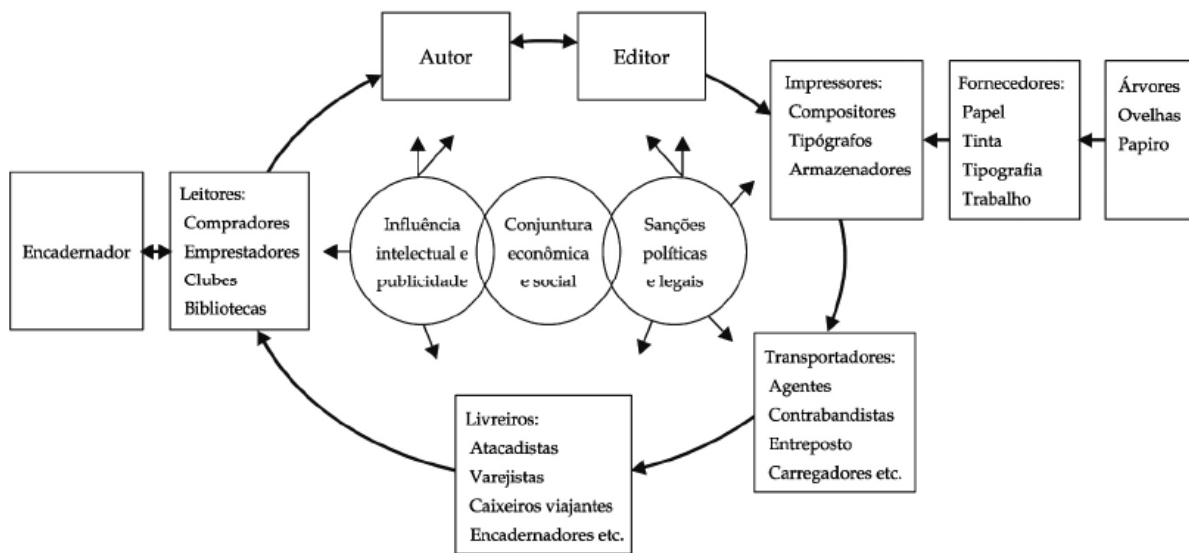 Autor
Editor
Impressores:
Compositores
Tipógrafos
Armazenadores
Fornecedores:
Papel
Tinta
Tipografia
Trabalho
Árvores
Ovelhas
Papiro
Encadernador
Leitores:
Compradores
Emprestadores
Clubes
Bibliotecas
Influência
intelectual e
publicidade
Conjuntura
econômica
e social
Sanções
políticas
e legais
Transportadores:
Agentes
Contrabandistas
Entreposto
Carregadores etc.
Livreiros:
Atacadistas
Varejistas
Caixeiros viajantes
Encadernadores etc.